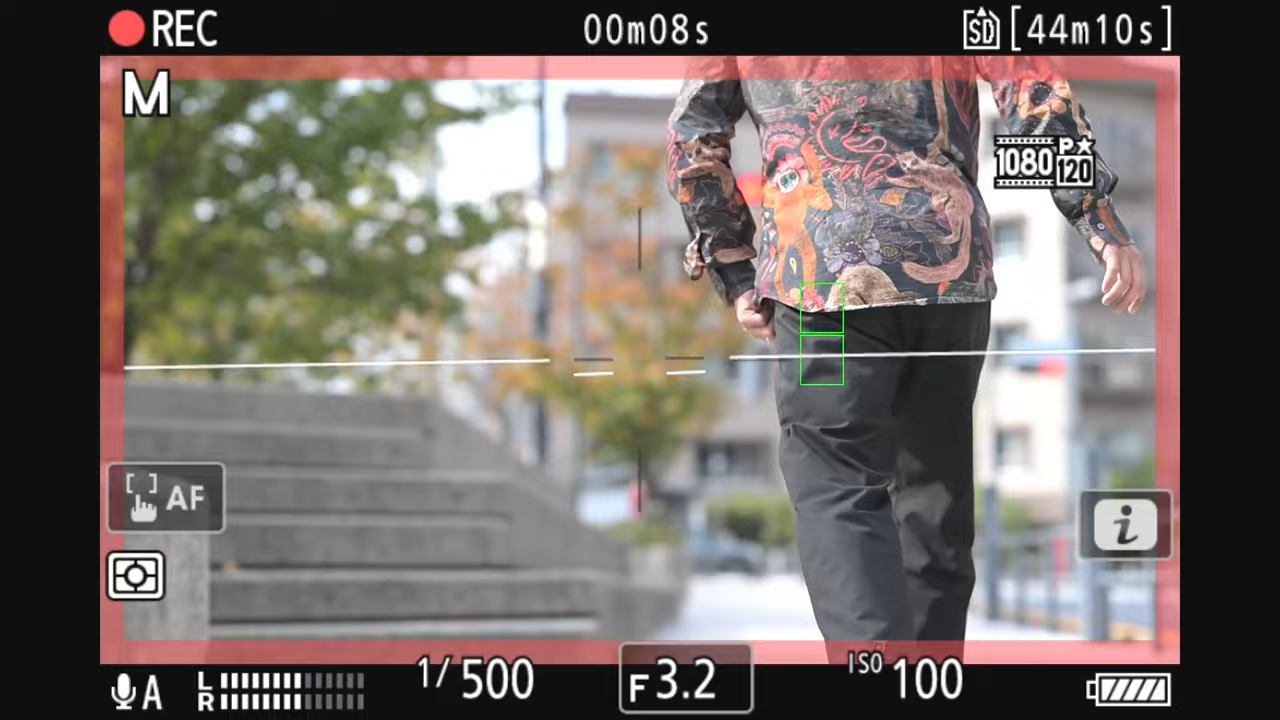 REC 00m08s SD [44m10s]
M
1080 P★ 120
AF
i
A L R 1/500 F3.2 ISO 100